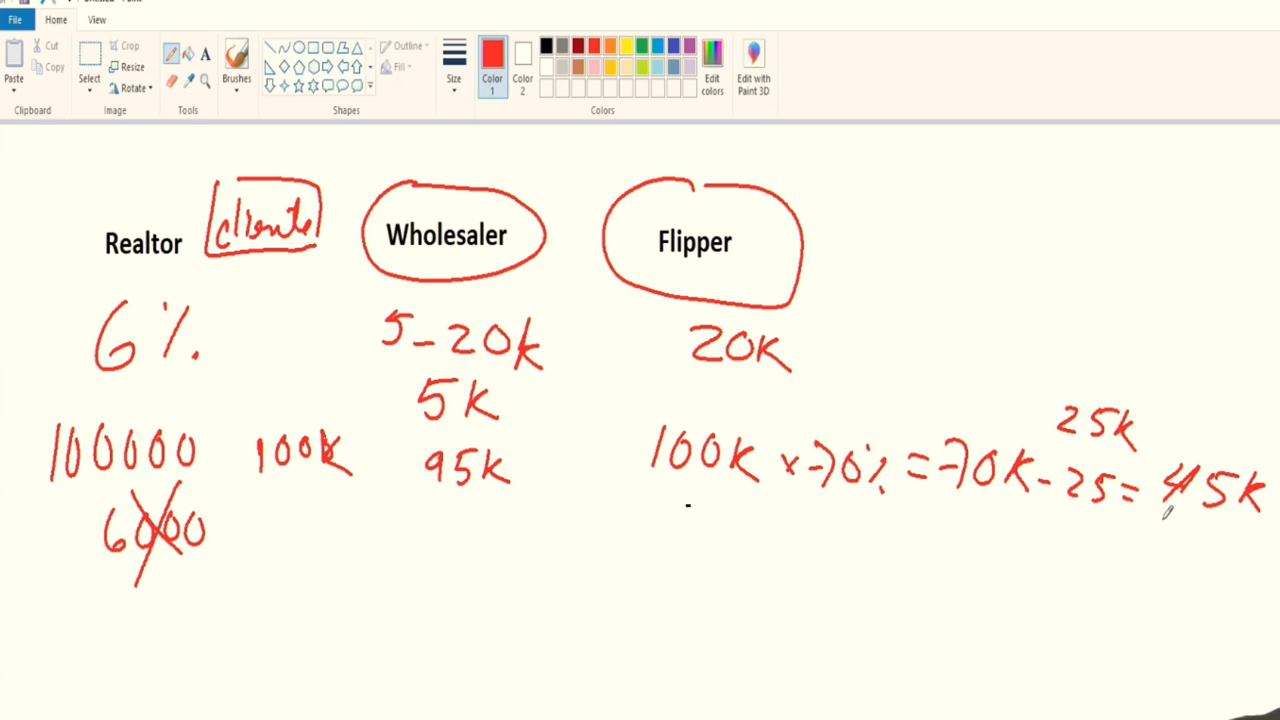 File Home View
Paste Cut Copy Select Crop Resize Rotate Brushes Outline Fill Size Color 1 Color 2 Edit colors Edit with Paint 3D
Clipboard Image Tools Shapes Colors
Realtor cliente Wholesaler Flipper
6% 5-20k 20K
5K
25k
100000 100k 95K 100K x 70% = 70K - 25 = 45K
6000